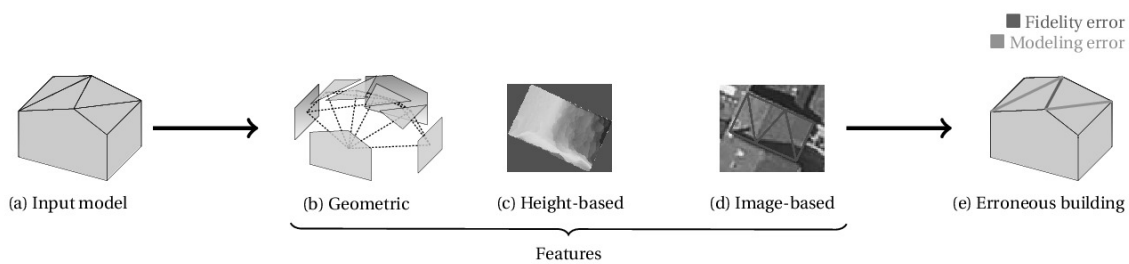 Fidelity error
Modeling error
(a) Input model
(b) Geometric
(c) Height-based
(d) Image-based
(e) Erroneous building
Features